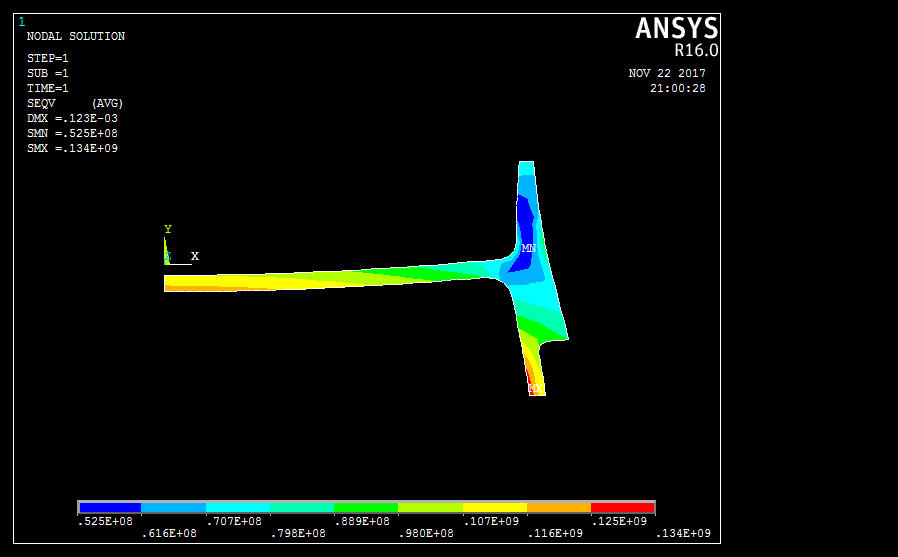 1
NODAL SOLUTION
STEP=1
SUB =1
TIME=1
SEQV (AVG)
DMX =.123E-03
SMN =.525E+08
SMX =.134E+09
ANSYS
R16.0
NOV 22 2017
21:00:28
Y
X
MN
MX
.525E+08 .707E+08 .889E+08 .107E+09 .125E+09
.616E+08 .798E+08 .980E+08 .116E+09 .134E+09